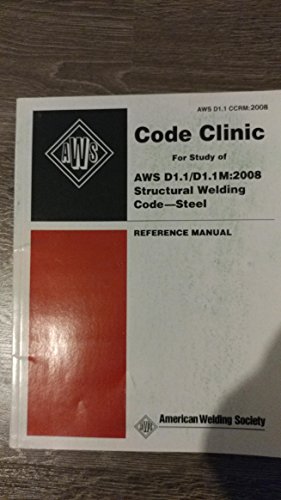 AWS D1.1 CCRM:2008
AWS
Code Clinic
For Study of
AWS D1.1/D1.1M:2008
Structural Welding
Code—Steel
REFERENCE MANUAL
AWS
American Welding Society